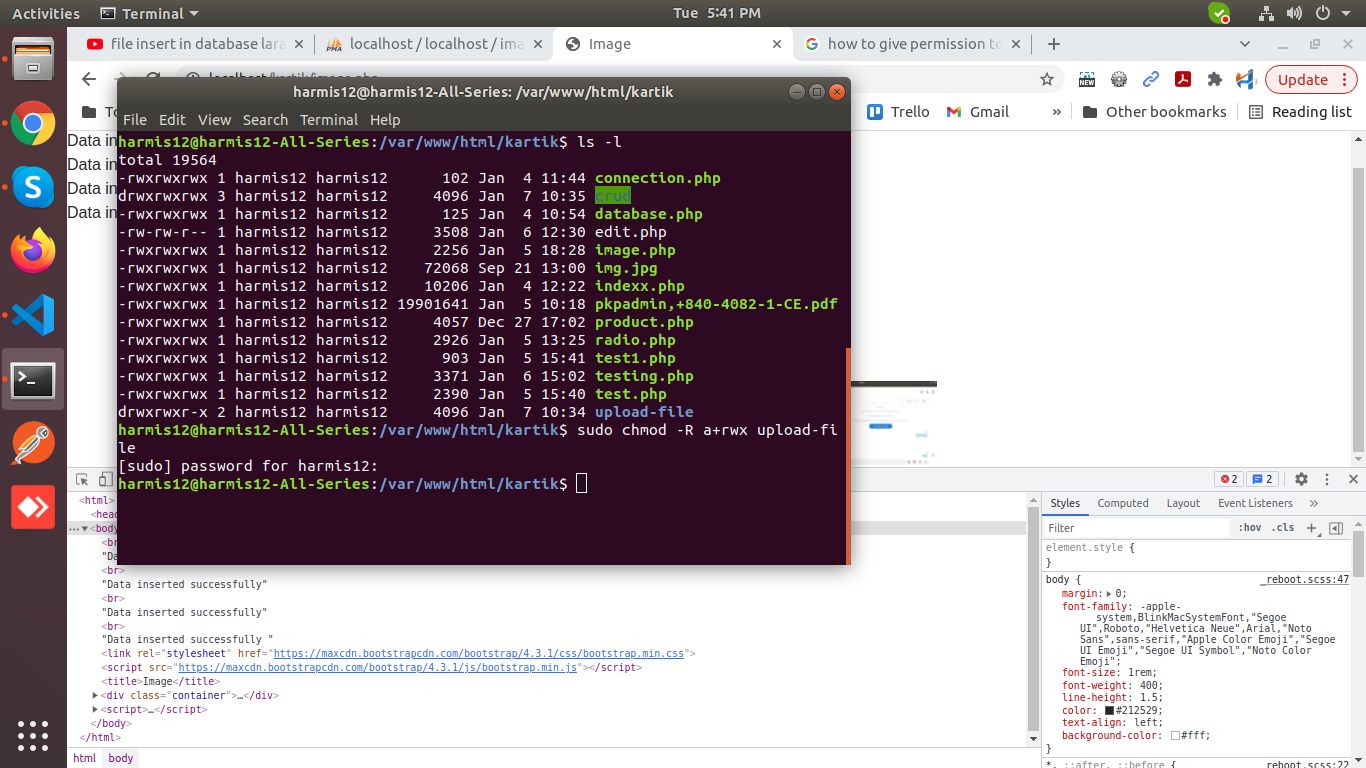 Activities
Terminal
Tue 5:41 PM
file insert in database lara
localhost / localhost / ima
Image
how to give permission to
Update
Trello
Gmail
»
Other bookmarks
Reading list
Data in
Data in
Data in
Data in
harmis12@harmis12-All-Series: /var/www/html/kartik
File Edit View Search Terminal Help
harmis12@harmis12-All-Series:/var/www/html/kartik$ ls -l
total 19564
-rwxrwxrwx 1 harmis12 harmis12 102 Jan 4 11:44 connection.php
drwxrwxrwx 3 harmis12 harmis12 4096 Jan 7 10:35 crud
-rwxrwxrwx 1 harmis12 harmis12 125 Jan 4 10:54 database.php
-rw-rw-r-- 1 harmis12 harmis12 3508 Jan 6 12:30 edit.php
-rwxrwxrwx 1 harmis12 harmis12 2256 Jan 5 18:28 image.php
-rwxrwxrwx 1 harmis12 harmis12 72068 Sep 21 13:00 img.jpg
-rwxrwxrwx 1 harmis12 harmis12 10206 Jan 4 12:22 indexx.php
-rwxrwxrwx 1 harmis12 harmis12 19901641 Jan 5 10:18 pkpadmin,+840-4082-1-CE.pdf
-rwxrwxrwx 1 harmis12 harmis12 4057 Dec 27 17:02 product.php
-rwxrwxrwx 1 harmis12 harmis12 2926 Jan 5 13:25 radio.php
-rwxrwxrwx 1 harmis12 harmis12 903 Jan 5 15:41 test1.php
-rwxrwxrwx 1 harmis12 harmis12 3371 Jan 6 15:02 testing.php
-rwxrwxrwx 1 harmis12 harmis12 2390 Jan 5 15:40 test.php
drwxrwxr-x 2 harmis12 harmis12 4096 Jan 7 10:34 upload-file
harmis12@harmis12-All-Series:/var/www/html/kartik$ sudo chmod -R a+rwx upload-fi
le
[sudo] password for harmis12:
harmis12@harmis12-All-Series:/var/www/html/kartik$
2 2
<html>
<head
<body
<br
"Da
<br>
"Data inserted successfully"
<br>
"Data inserted successfully"
<br>
"Data inserted successfully "
<link rel="stylesheet" href="https://maxcdn.bootstrapcdn.com/bootstrap/4.3.1/css/bootstrap.min.css">
<script src="https://maxcdn.bootstrapcdn.com/bootstrap/4.3.1/js/bootstrap.min.js"></script>
<title>Image</title>
<div class="container">…</div>
<script>…</script>
</body>
</html>
html body
Styles Computed Layout Event Listeners »
Filter :hov .cls
element.style {
}
body { _reboot.scss:47
margin: 0;
font-family: -apple-
system,BlinkMacSystemFont,"Segoe
UI",Roboto,"Helvetica Neue",Arial,"Noto
Sans",sans-serif,"Apple Color Emoji","Segoe
UI Emoji","Segoe UI Symbol","Noto Color
Emoji";
font-size: 1rem;
font-weight: 400;
line-height: 1.5;
color: #212529;
text-align: left;
background-color: #fff;
}
*, ::after, ::before { _reboot.scss:22